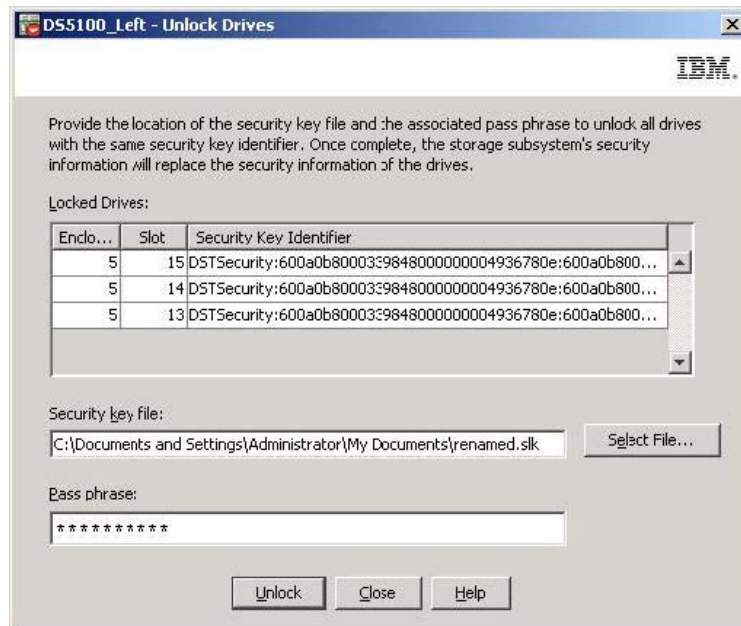 DS5100_Left - Unlock Drives
IBM.
Provide the location of the security key file and the associated pass phrase to unlock all drives
with the same security key identifier. Once complete, the storage subsystem's security
information will replace the security information of the drives.
Locked Drives:
Enclo... Slot Security Key Identifier
5 15 DSTSecurity:600a0b80003398480000000004936780e:600a0b800...
5 14 DSTSecurity:600a0b80003398480000000004936780e:600a0b800...
5 13 DSTSecurity:600a0b80003398480000000004936780e:600a0b800...
Security key file:
C:\Documents and Settings\Administrator\My Documents\renamed.slk Select File...
Pass phrase:
**********
Unlock Close Help